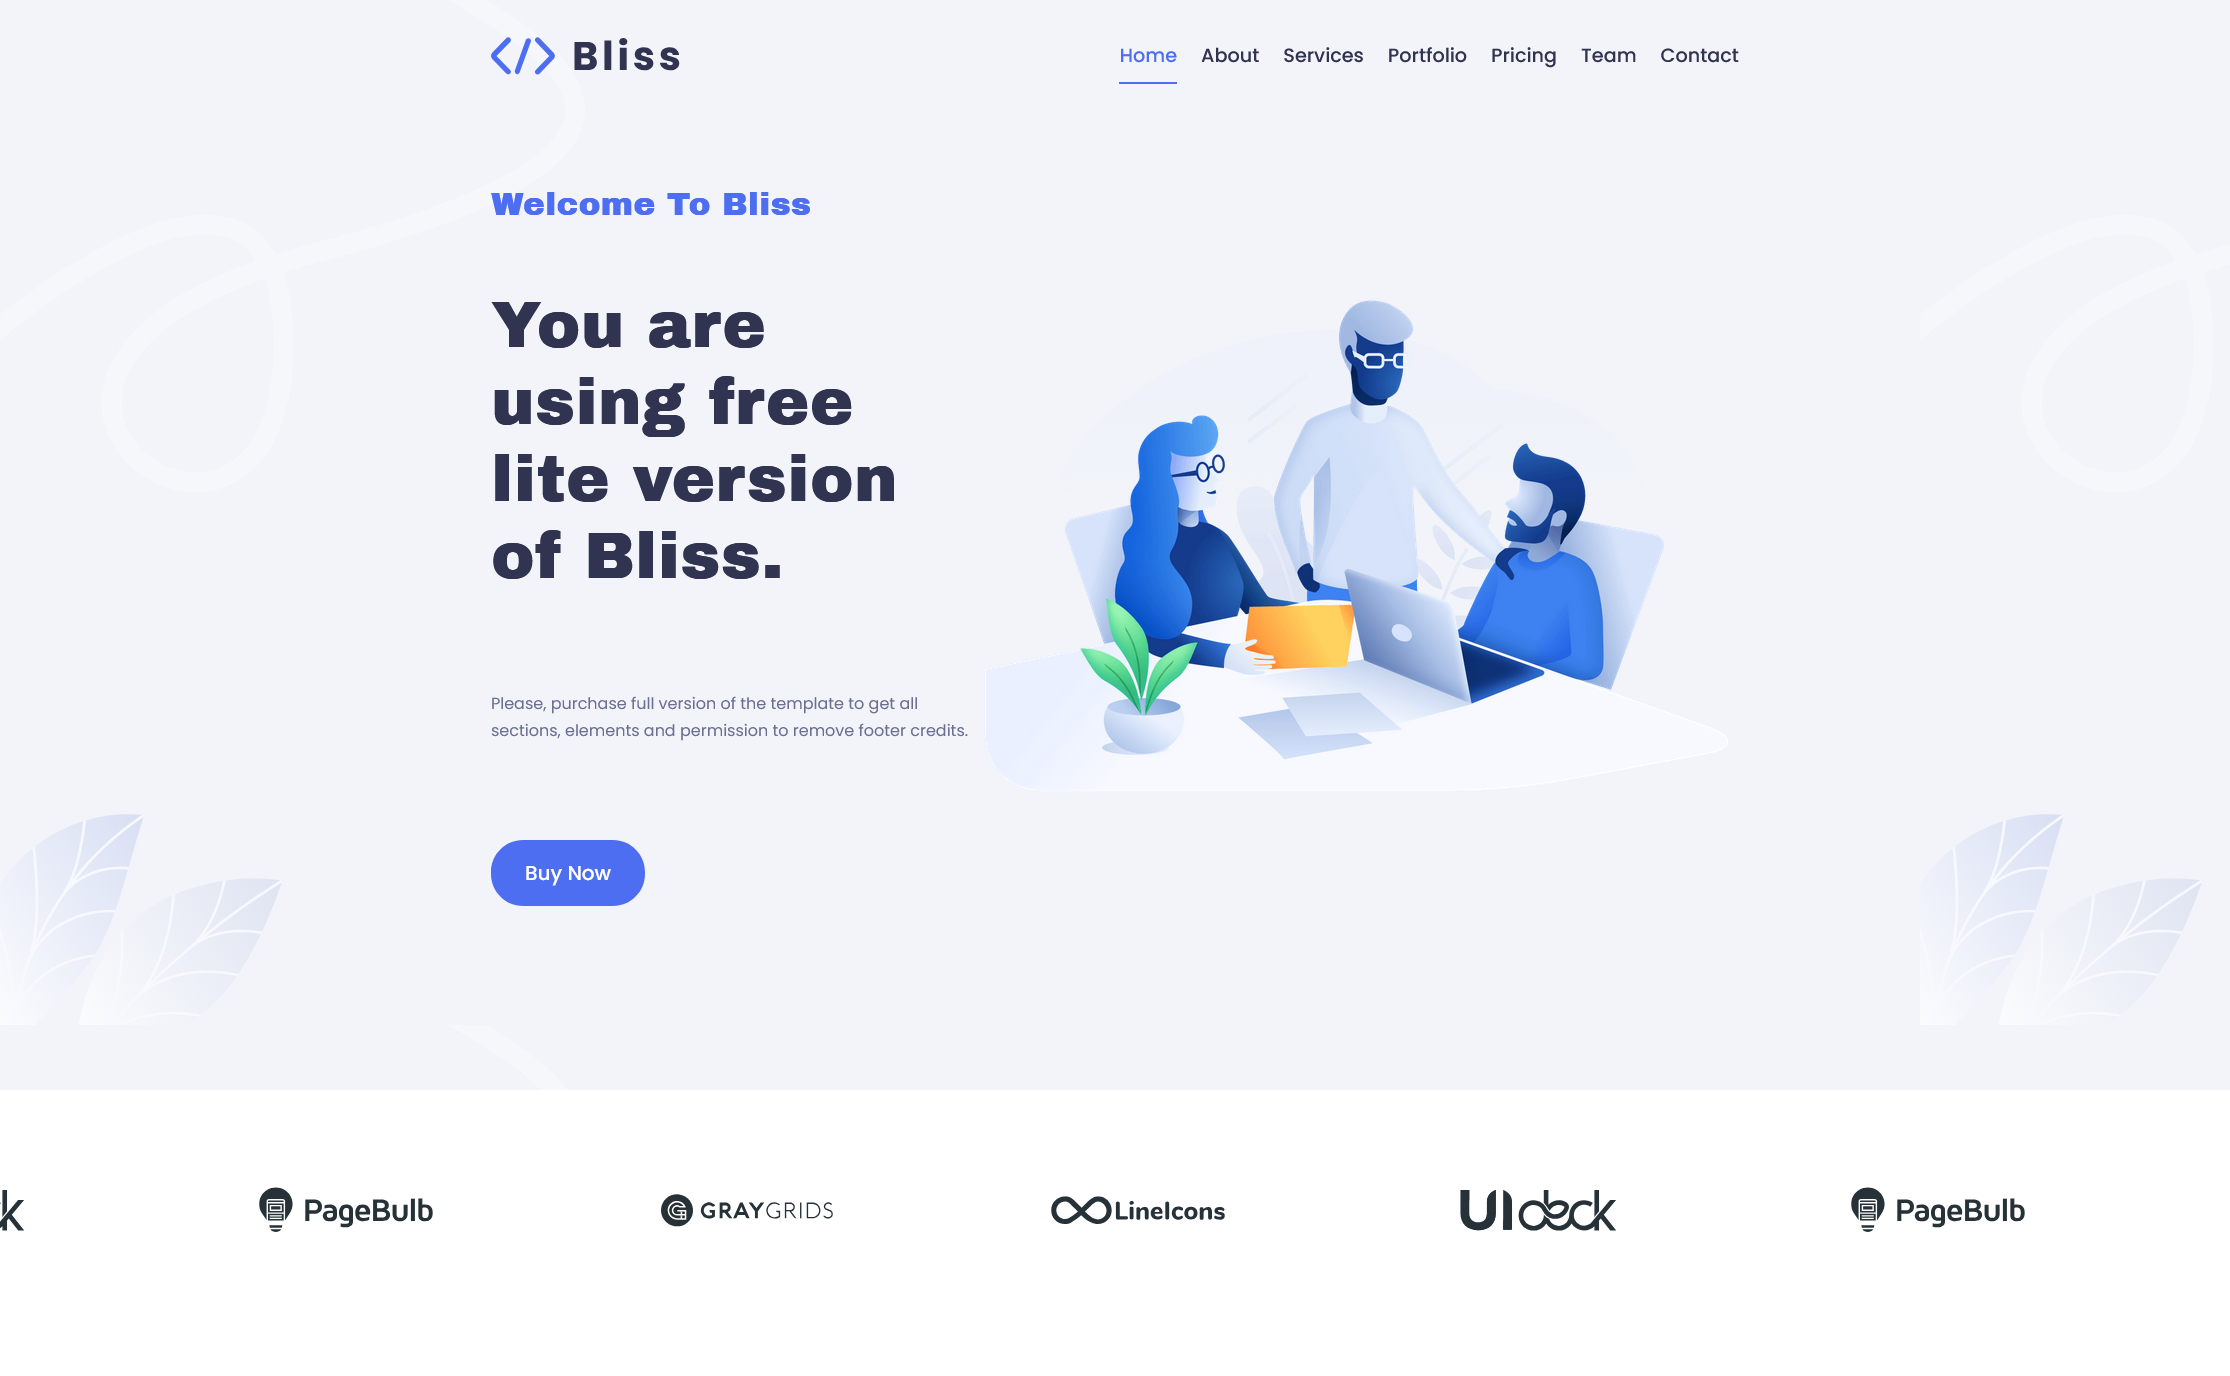 Bliss
Home About Services Portfolio Pricing Team Contact
Welcome To Bliss
You are
using free
lite version
of Bliss.
Please, purchase full version of the template to get all
sections, elements and permission to remove footer credits.
Buy Now
k PageBulb GRAYGRIDS LineIcons UIdeck PageBulb